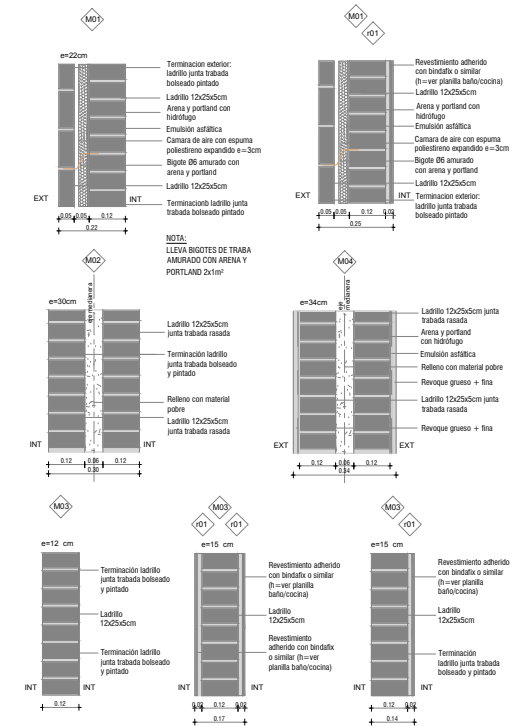 M01
e=22cm
Terminacion exterior:
ladrillo junta trabada
bolseado pintado
Ladrillo 12x25x5cm
Arena y portland con
hidrófugo
Emulsión asfáltica
Camara de aire con espuma
poliestireno expandido e=3cm
Bigote Ø6 amurado con
arena y portland
Ladrillo 12x25x5cm
Terminacionb ladrillo junta
trabada bolseado pintado
EXT
INT
0.05 0.05 0.12
0.22
NOTA:
LLEVA BIGOTES DE TRABA
AMURADO CON ARENA Y
PORTLAND 2x1m²
M01
r01
Revestimiento adherido
con bindafix o similar
(h=ver planilla baño/cocina)
Ladrillo 12x25x5cm
Arena y portland con
hidrófugo
Emulsión asfáltica
Camara de aire con espuma
poliestireno expandido e=3cm
Bigote Ø6 amurado
con arena y portland
Ladrillo 12x25x5cm
Terminacion exterior:
ladrillo junta trabada
bolseado pintado
EXT
INT
0.05 0.05 0.12 0.02
0.25
M02
e=30cm
eje medianera
Ladrillo 12x25x5cm
junta trabada rasada
Terminación ladrillo
junta trabada bolseado
y pintado
Relleno con material
pobre
Ladrillo 12x25x5cm
junta trabada rasada
INT
INT
0.12 0.06 0.12
0.30
M04
e=34cm
eje
medianera
Ladrillo 12x25x5cm junta
trabada rasada
Arena y portland
con hidrófugo
Emulsión asfáltica
Relleno con material pobre
Revoque grueso + fina
Ladrillo 12x25x5cm junta
trabada rasada
Revoque grueso + fina
EXT
EXT
0.12 0.06 0.12
0.34
M03
e=12 cm
Terminación ladrillo
junta trabada bolseado
y pintado
Ladrillo
12x25x5cm
Terminación ladrillo
junta trabada bolseado
y pintado
INT
INT
0.12
M03
r01
r01
e=15 cm
Revestimiento adherido
con bindafix o similar
(h=ver planilla
baño/cocina)
Ladrillo
12x25x5cm
Revestimiento
adherido con bindafix
o similar (h=ver
planilla baño/cocina)
INT
INT
0.02 0.12 0.02
0.17
M03
r01
e=15 cm
Revestimiento adherido
con bindafix o similar
(h=ver planilla
baño/cocina)
Ladrillo
12x25x5cm
Terminación
ladrillo junta trabada
bolseado y pintado
INT
INT
0.12 0.02
0.14